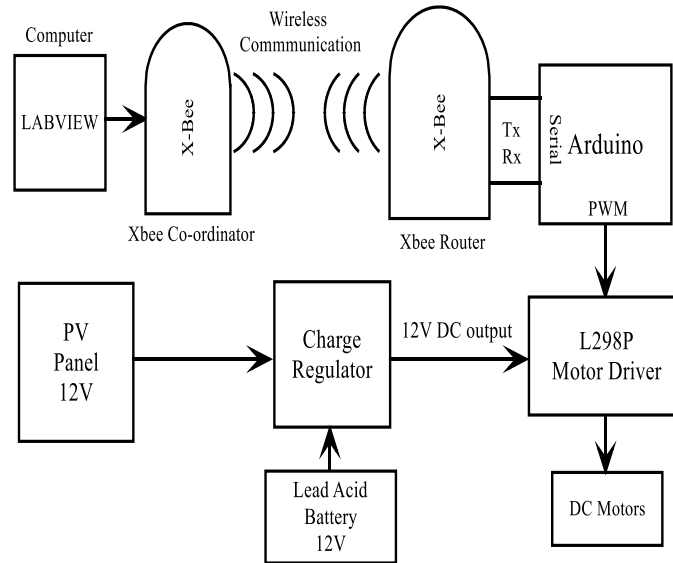 Wireless
Commmunication
Computer
LABVIEW
X-Bee
X-Bee
Tx
Rx
Serial
Arduino
PWM
Xbee Co-ordinator
Xbee Router
PV
Panel
12V
Charge
Regulator
12V DC output
L298P
Motor Driver
Lead Acid
Battery
12V
DC Motors